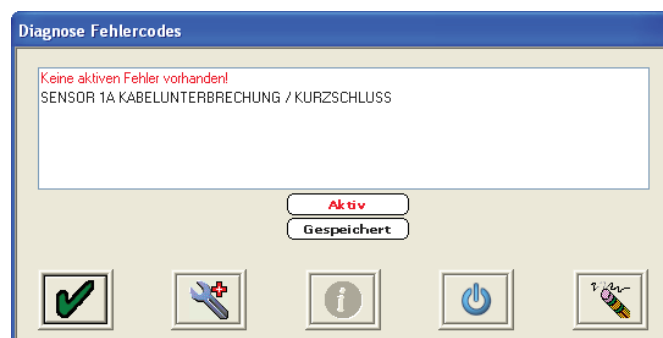 Diagnose Fehlercodes
Keine aktiven Fehler vorhanden!
SENSOR 1A KABELUNTERBRECHUNG / KURZSCHLUSS
Aktiv
Gespeichert